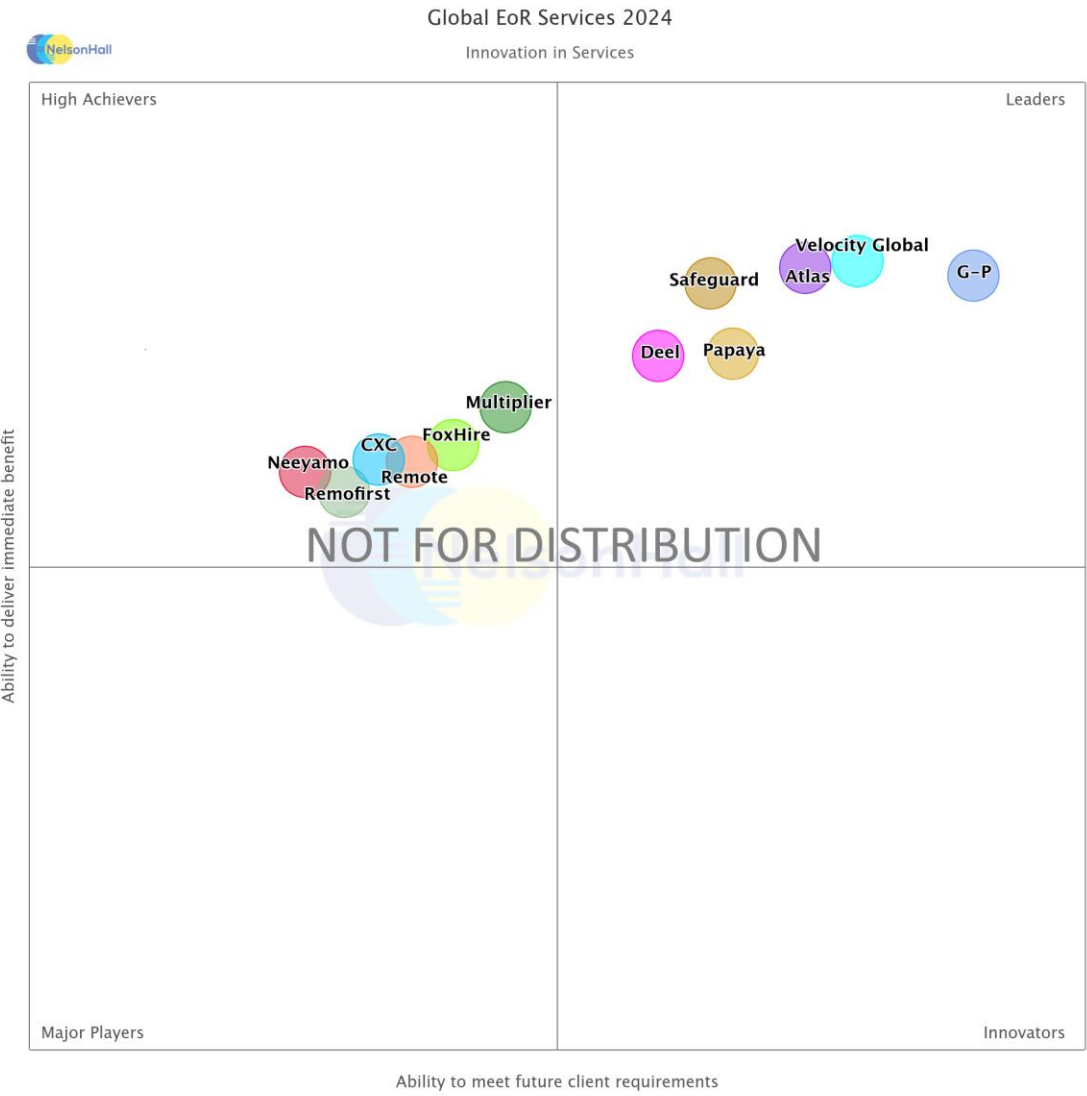 Global EoR Services 2024
NelsonHall
Innovation in Services
High Achievers
Leaders
Velocity Global
G-P
Atlas
Safeguard
Deel
Papaya
Multiplier
FoxHire
CXC
Neeyamo
Remote
Remofirst
NOT FOR DISTRIBUTION
NelsonHall
Ability to deliver immediate benefit
Major Players
Innovators
Ability to meet future client requirements